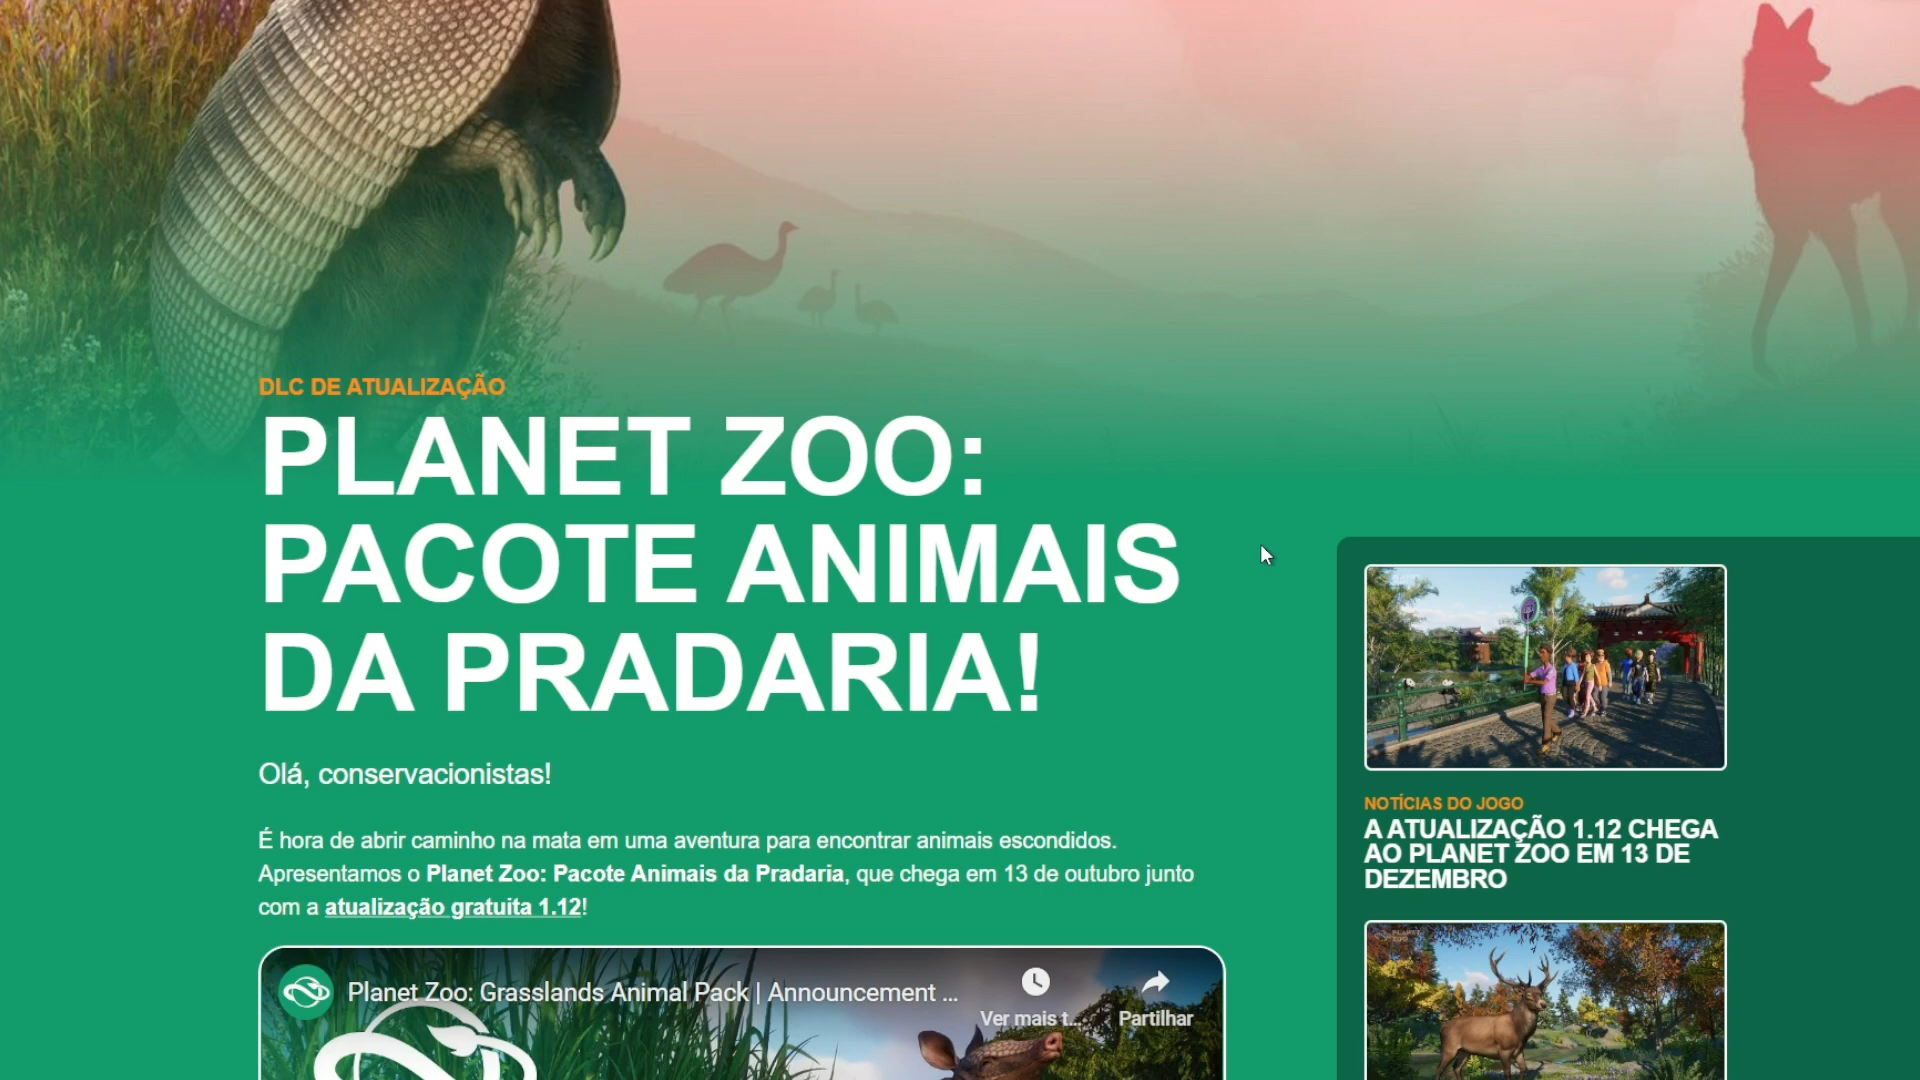 DLC DE ATUALIZAÇÃO
PLANET ZOO:
PACOTE ANIMAIS
DA PRADARIA!
Olá, conservacionistas!
É hora de abrir caminho na mata em uma aventura para encontrar animais escondidos.
Apresentamos o Planet Zoo: Pacote Animais da Pradaria, que chega em 13 de outubro junto
com a atualização gratuita 1.12!
Planet Zoo: Grasslands Animal Pack | Announcement ...
Ver mais t...
Partilhar
NOTÍCIAS DO JOGO
A ATUALIZAÇÃO 1.12 CHEGA
AO PLANET ZOO EM 13 DE
DEZEMBRO
PLANET
ZOO